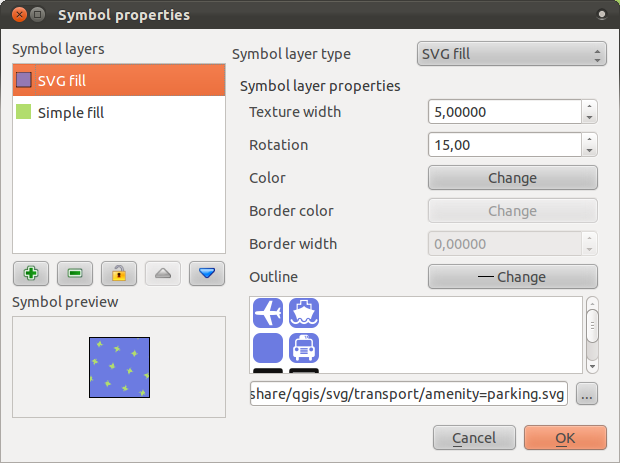 Symbol properties
Symbol layers
Symbol layer type
SVG fill
SVG fill
Simple fill
Symbol layer properties
Texture width
5,00000
Rotation
15,00
Color
Change
Border color
Change
Border width
0,00000
Outline
Change
Symbol preview
share/qgis/svg/transport/amenity=parking.svg
...
Cancel
OK